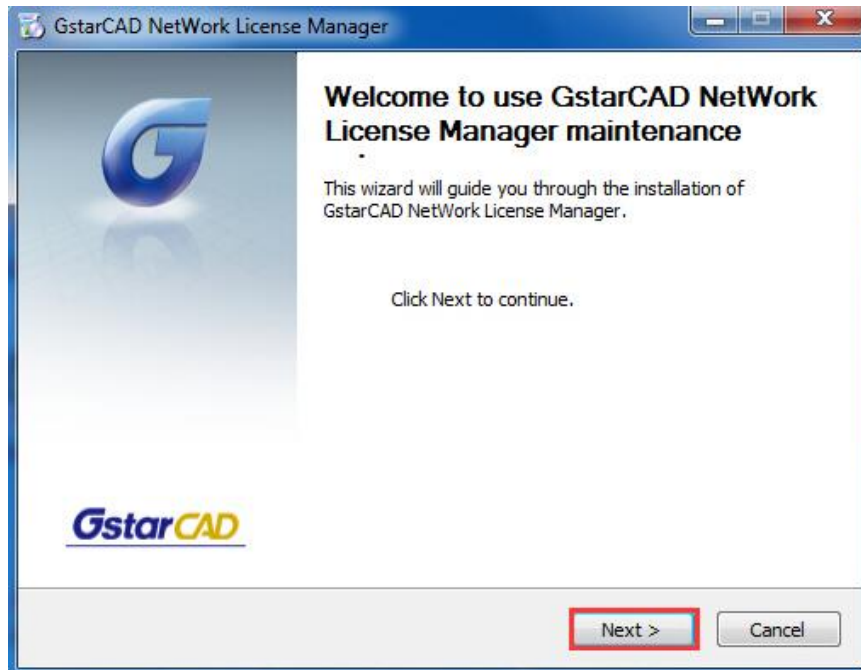 GstarCAD NetWork License Manager
Welcome to use GstarCAD NetWork
License Manager maintenance
This wizard will guide you through the installation of
GstarCAD NetWork License Manager.
Click Next to continue.
GstarCAD
Next >
Cancel